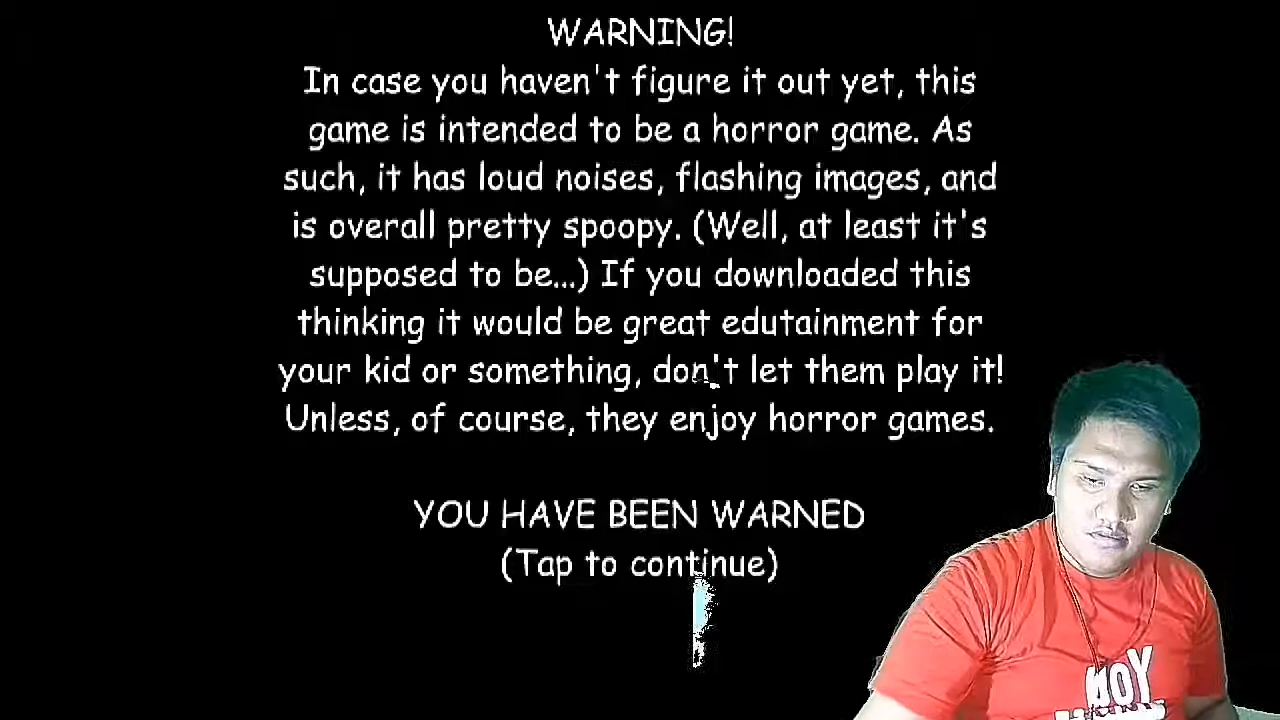 WARNING!
In case you haven't figure it out yet, this
game is intended to be a horror game. As
such, it has loud noises, flashing images, and
is overall pretty spoopy. (Well, at least it's
supposed to be...) If you downloaded this
thinking it would be great edutainment for
your kid or something, don't let them play it!
Unless, of course, they enjoy horror games.
YOU HAVE BEEN WARNED
(Tap to continue)